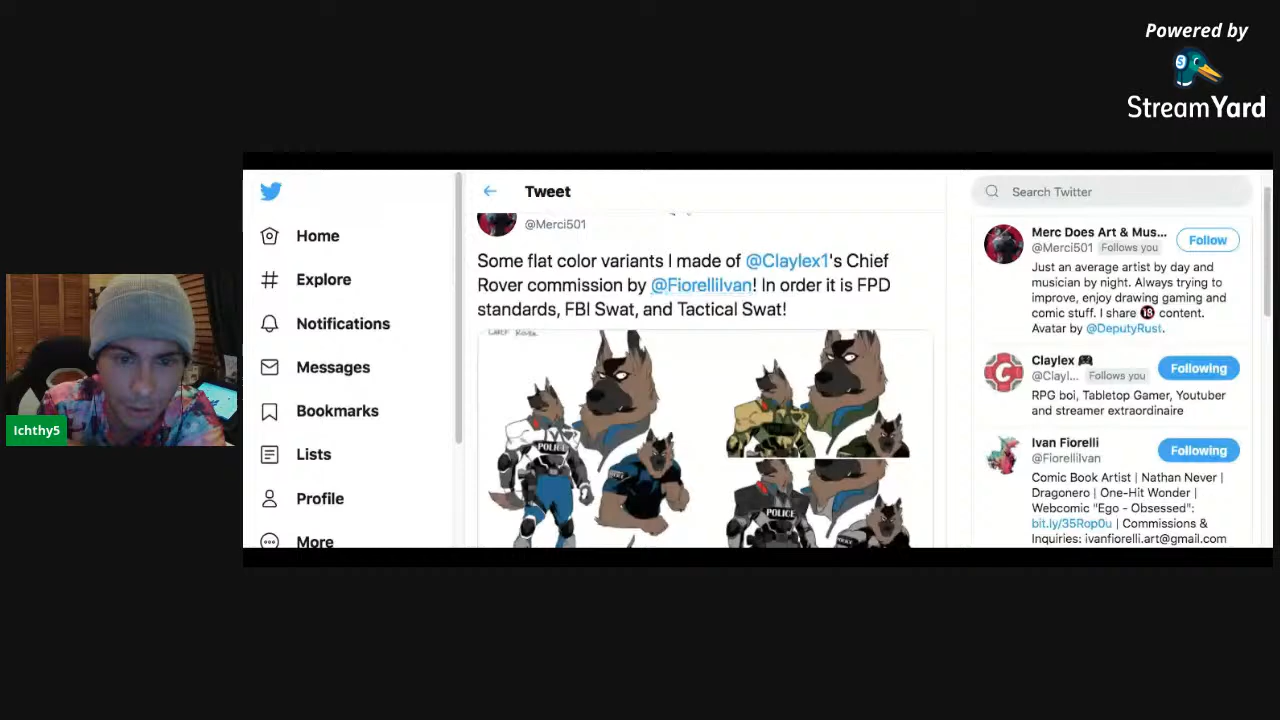 Powered by
StreamYard
Ichthy5
Home
Explore
Notifications
Messages
Bookmarks
Lists
Profile
More
Tweet
@Merci501
Some flat color variants I made of @Claylex1's Chief
Rover commission by @FiorelliIvan! In order it is FPD
standards, FBI Swat, and Tactical Swat!
CHIEF ROVER
POLICE
POLICE
Search Twitter
Merc Does Art & Mus...
@Merci501 Follows you
Follow
Just an average artist by day and
musician by night. Always trying to
improve, enjoy drawing gaming and
comic stuff. I share 🔞 content.
Avatar by @DeputyRust.
Claylex 🎮
@Clayl... Follows you
Following
RPG boi, Tabletop Gamer, Youtuber
and streamer extraordinaire
Ivan Fiorelli
@FiorelliIvan
Following
Comic Book Artist | Nathan Never |
Dragonero | One-Hit Wonder |
Webcomic "Ego - Obsessed":
bit.ly/35Rop0u | Commissions &
Inquiries: ivanfiorelli.art@gmail.com